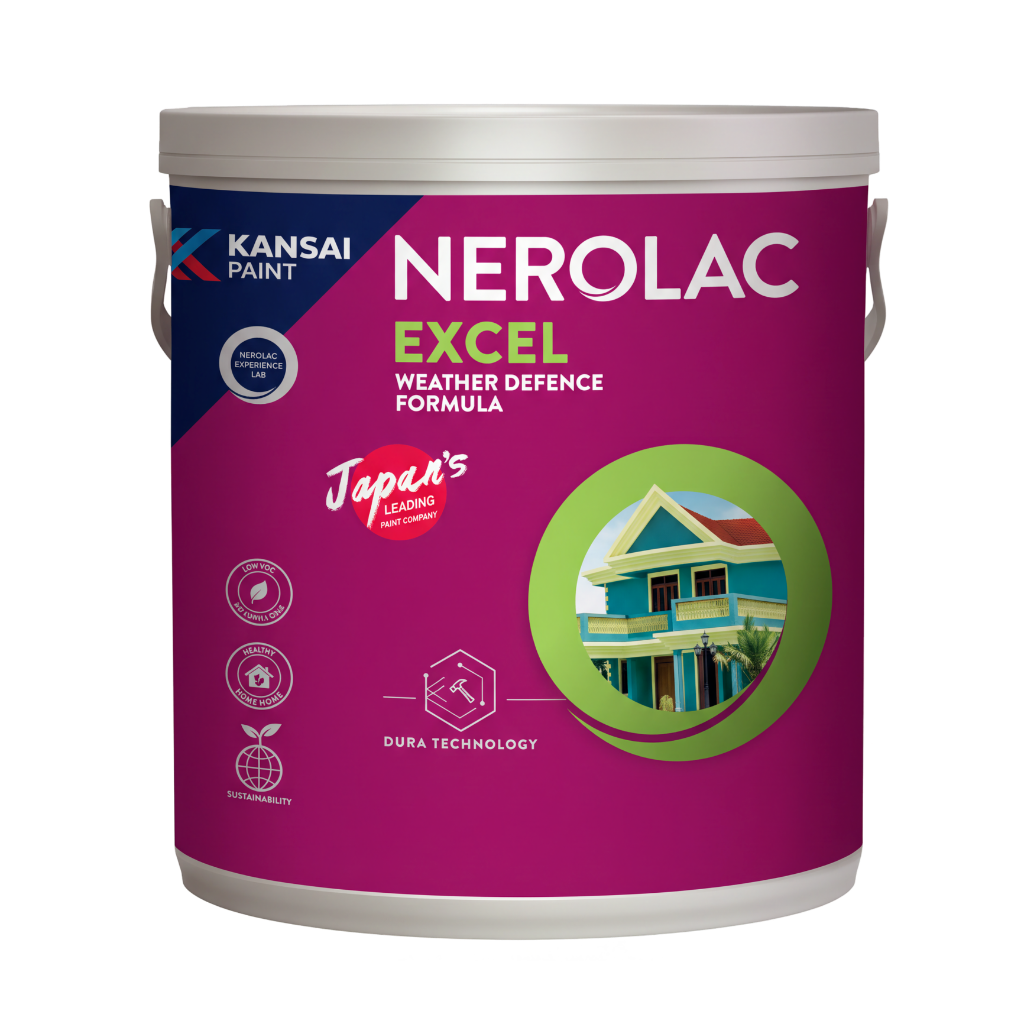 KANSAI
PAINT
NEROLAC
EXCEL
WEATHER DEFENCE
FORMULA
NEROLAC
EXPERIENCE
LAB
Japan's
LEADING
PAINT COMPANY
LOW VOC
HEALTHY
HOME HOME
SUSTAINABILITY
DURA TECHNOLOGY